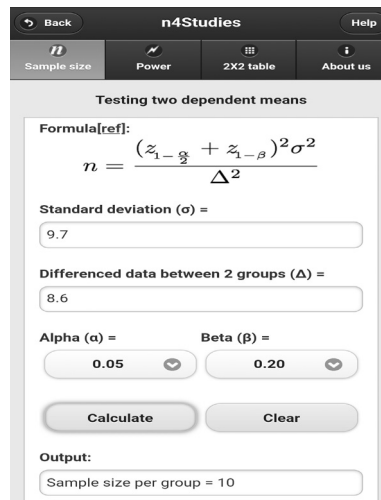 Back
n4Studies
Help
n
Sample size
Power
2X2 table
About us
Testing two dependent means
Formula[ref]:
n = (z₁₋α/₂ + z₁₋β)²σ² / Δ²
Standard deviation (σ) =
9.7
Differenced data between 2 groups (Δ) =
8.6
Alpha (α) =
Beta (β) =
0.05
0.20
Calculate
Clear
Output:
Sample size per group = 10